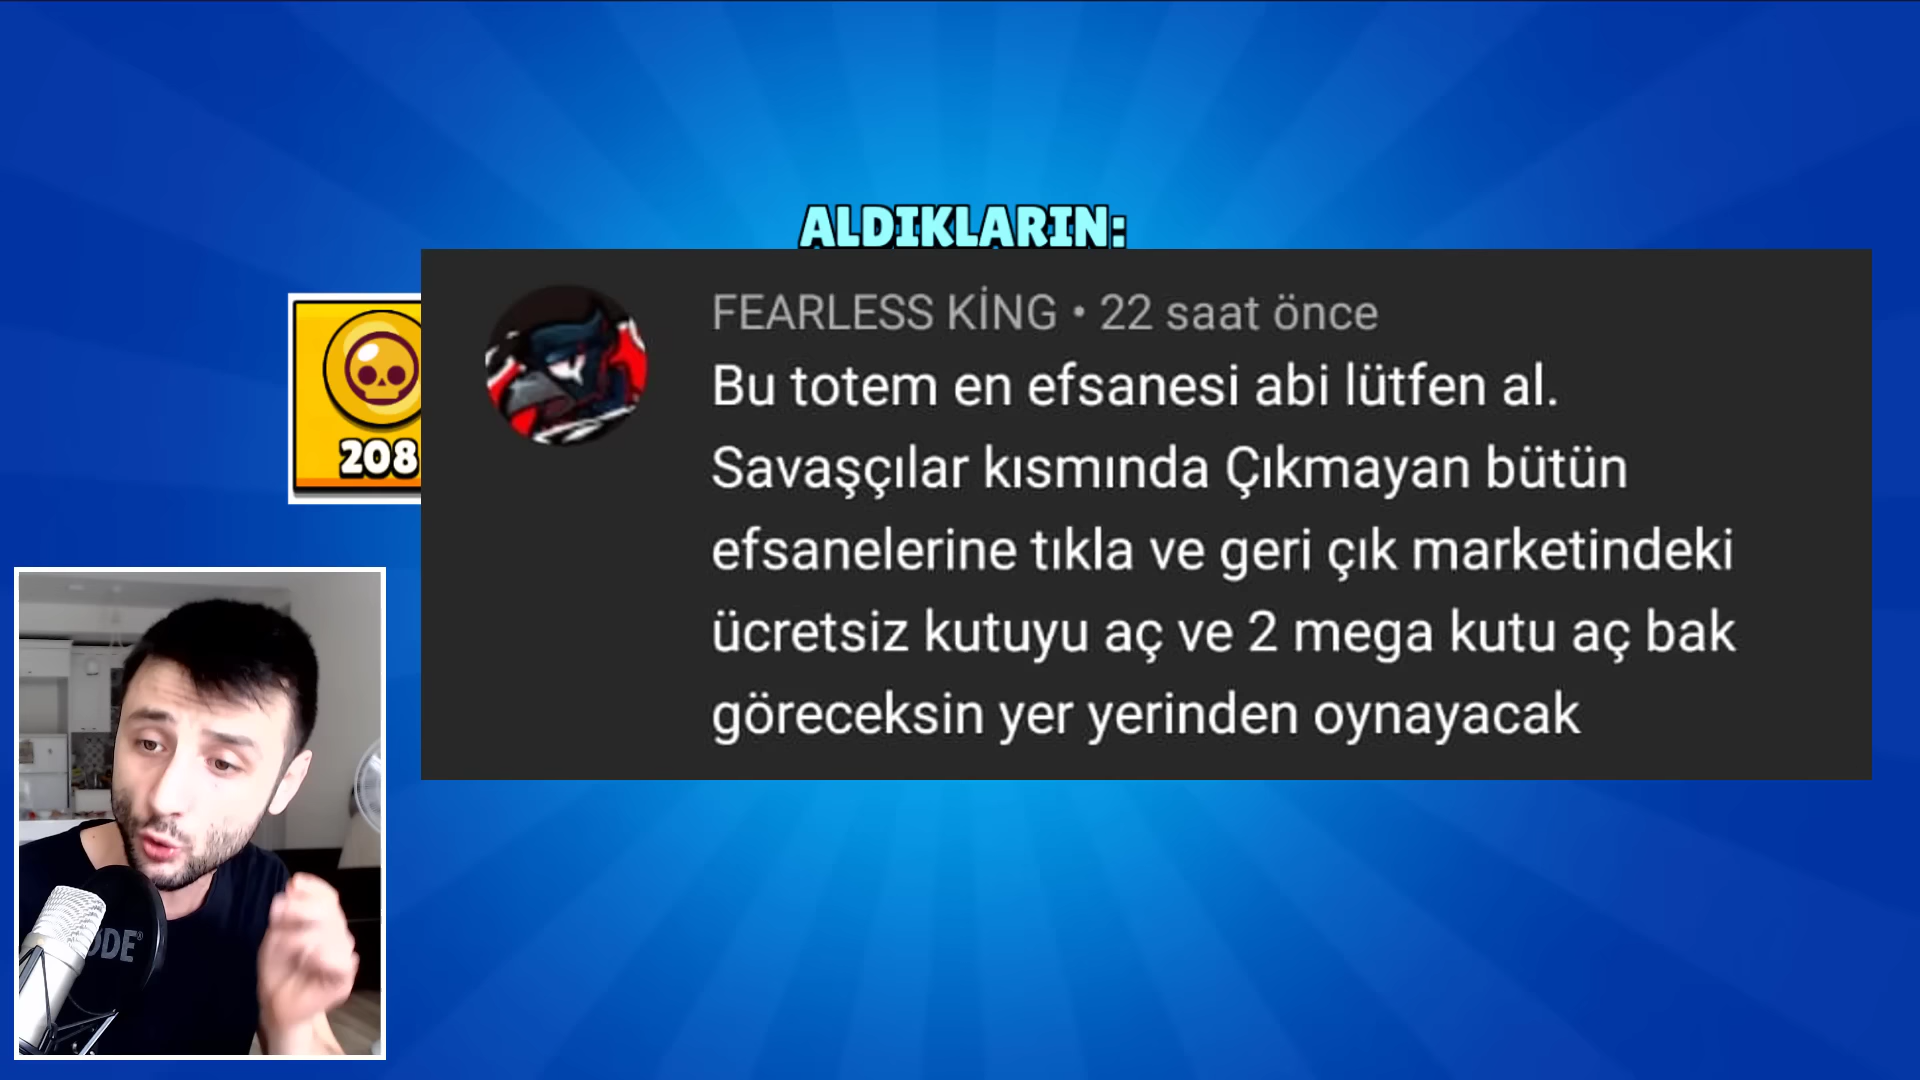 ALDIKLARIN:
208
FEARLESS KİNG • 22 saat önce
Bu totem en efsanesi abi lütfen al.
Savaşçılar kısmında Çıkmayan bütün
efsanelerine tıkla ve geri çık marketindeki
ücretsiz kutuyu aç ve 2 mega kutu aç bak
göreceksin yer yerinden oynayacak